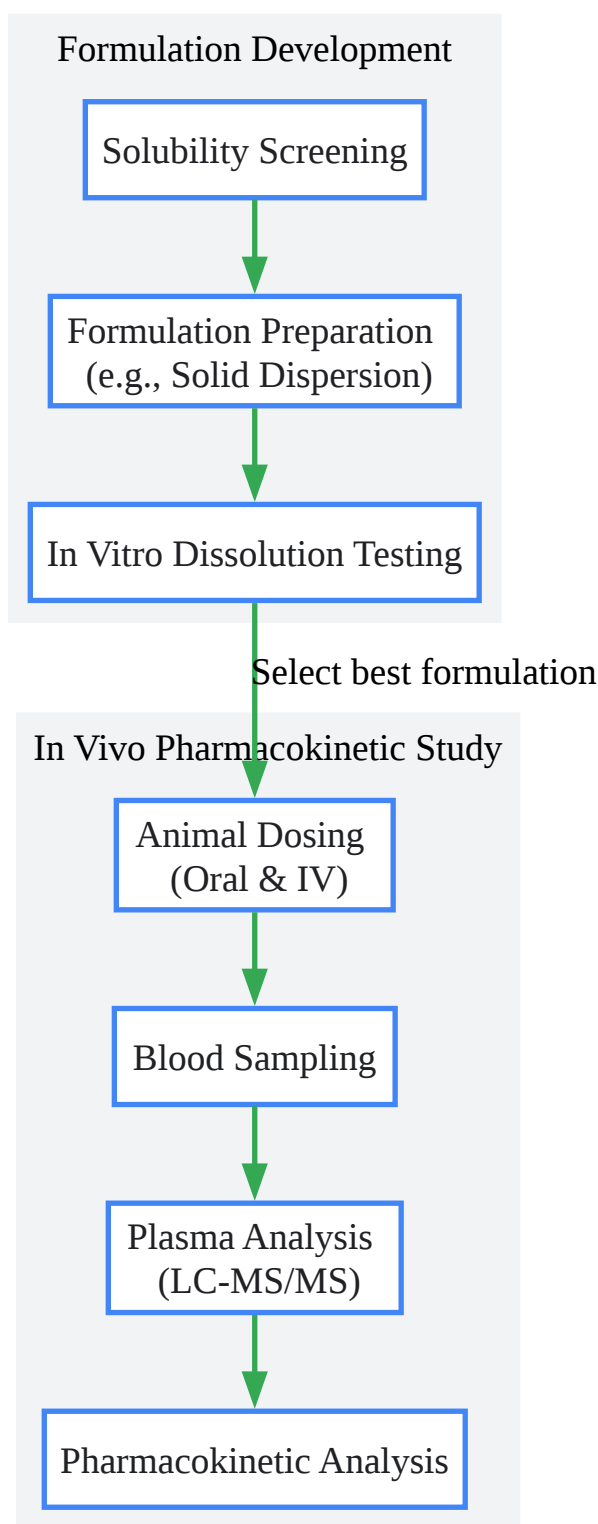 Formulation Development
Solubility Screening
Formulation Preparation
(e.g., Solid Dispersion)
In Vitro Dissolution Testing
Select best formulation
In Vivo Pharmacokinetic Study
Animal Dosing
(Oral & IV)
Blood Sampling
Plasma Analysis
(LC-MS/MS)
Pharmacokinetic Analysis